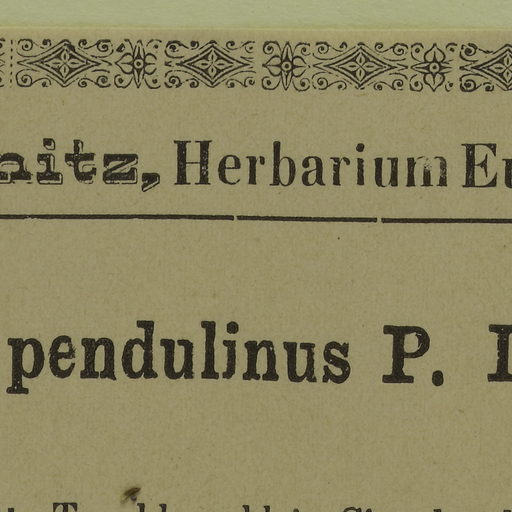 nitz, Herbarium Eu
pendulinus P. D